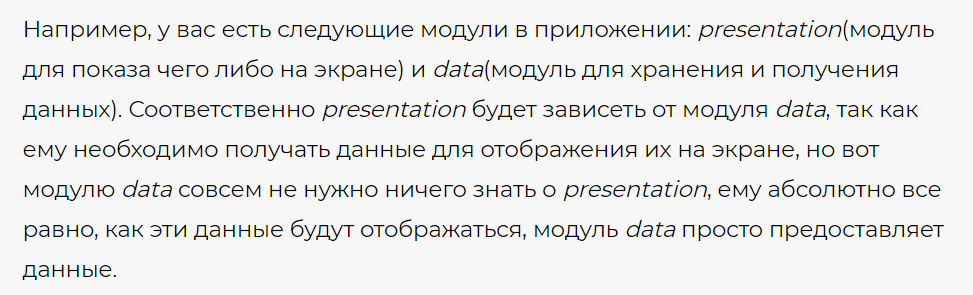 Например, у вас есть следующие модули в приложении: presentation(модуль
для показа чего либо на экране) и data(модуль для хранения и получения
данных). Соответственно presentation будет зависеть от модуля data, так как
ему необходимо получать данные для отображения их на экране, но вот
модулю data совсем не нужно ничего знать о presentation, ему абсолютно все
равно, как эти данные будут отображаться, модуль data просто предоставляет
данные.